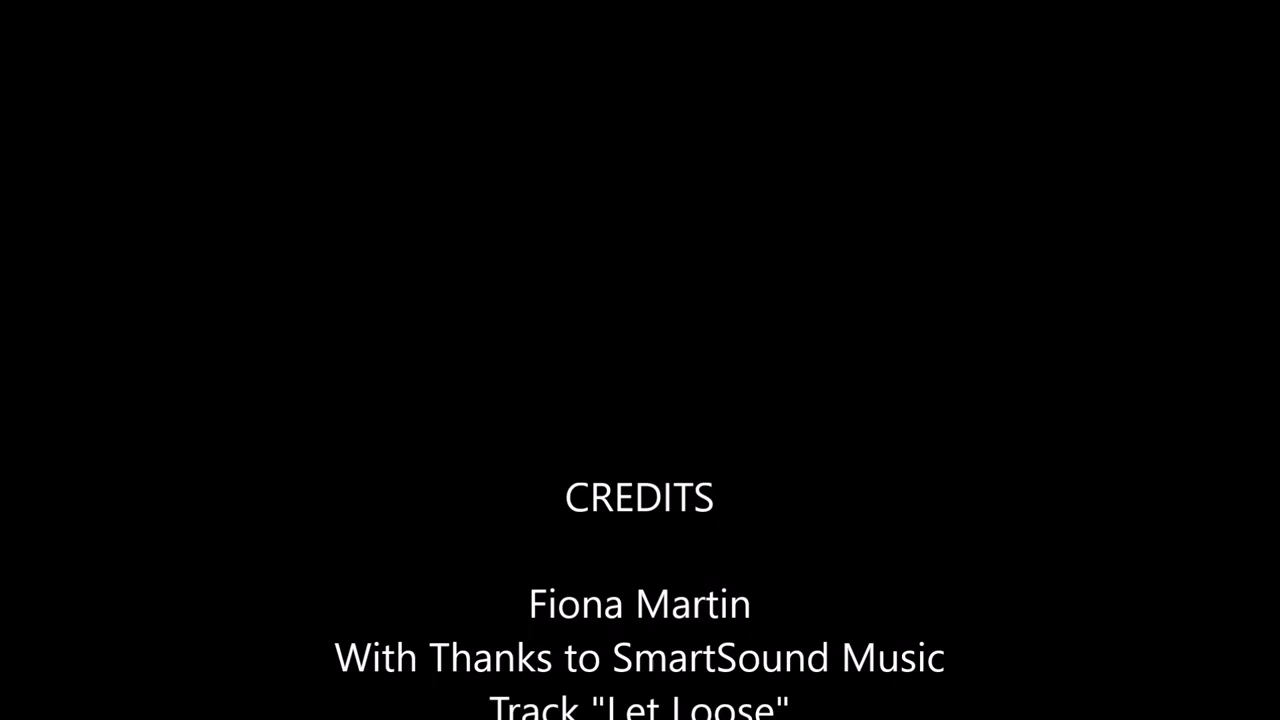 CREDITS
Fiona Martin
With Thanks to SmartSound Music
Track "Let Loose"